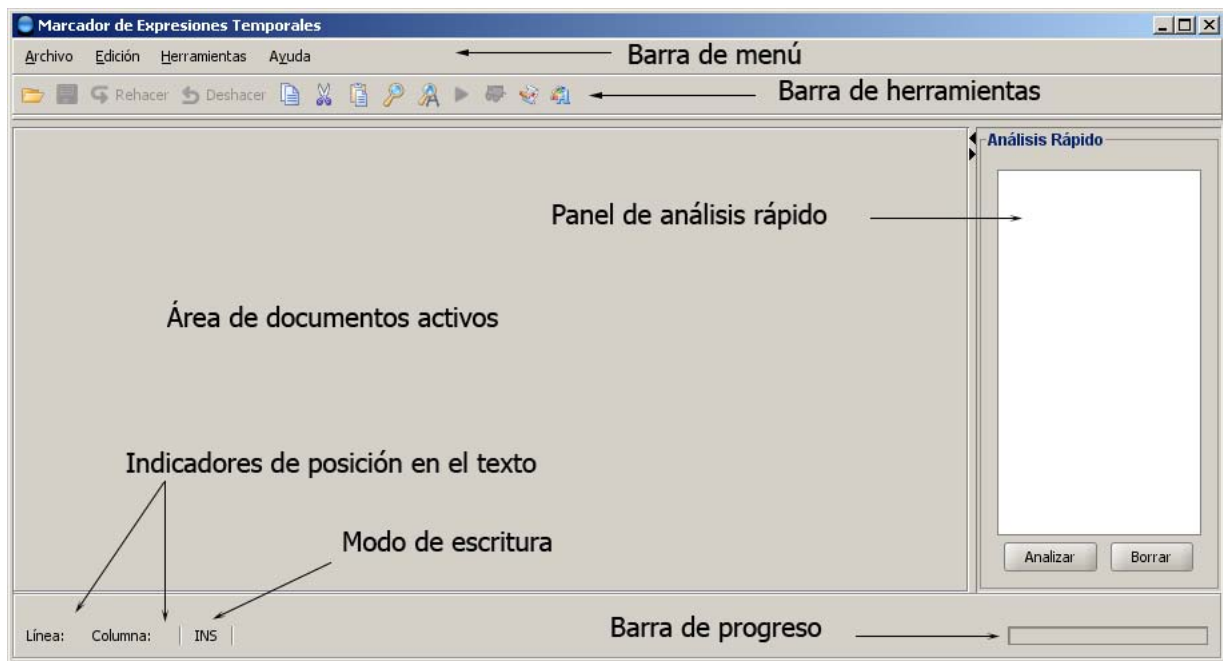 Marcador de Expresiones Temporales
Archivo Edición Herramientas Ayuda
Barra de menú
Rehacer Deshacer
Barra de herramientas
Análisis Rápido
Panel de análisis rápido
Área de documentos activos
Indicadores de posición en el texto
Modo de escritura
Analizar Borrar
Línea: Columna: INS
Barra de progreso